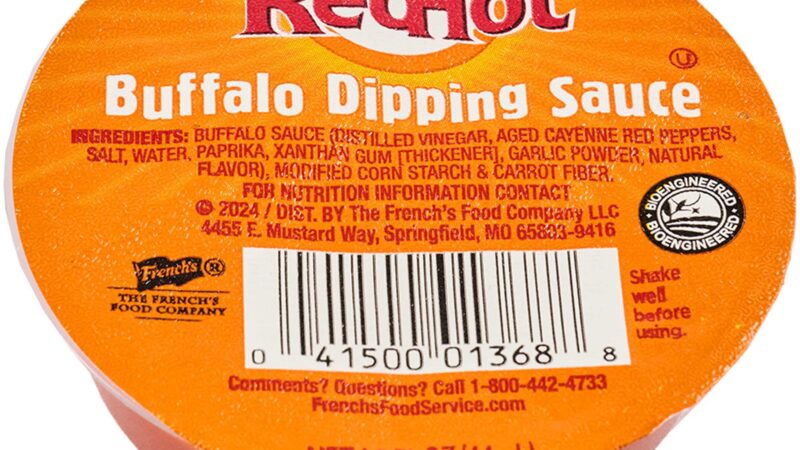 RedHot
U
Buffalo Dipping Sauce
INGREDIENTS: BUFFALO SAUCE (DISTILLED VINEGAR, AGED CAYENNE RED PEPPERS,
SALT, WATER, PAPRIKA, XANTHAN GUM [THICKENER], GARLIC POWDER, NATURAL
FLAVOR), MODIFIED CORN STARCH & CARROT FIBER.
FOR NUTRITION INFORMATION CONTACT
© 2024 / DIST. BY The French's Food Company LLC
4455 E. Mustard Way, Springfield, MO 65803-9416
BIOENGINEERED
BIOENGINEERED
French's ®
THE FRENCH'S
FOOD COMPANY
Shake
well
before
using.
0 41500 01368 8
Comments? Questions? Call 1-800-442-4733
FrenchsFoodService.com